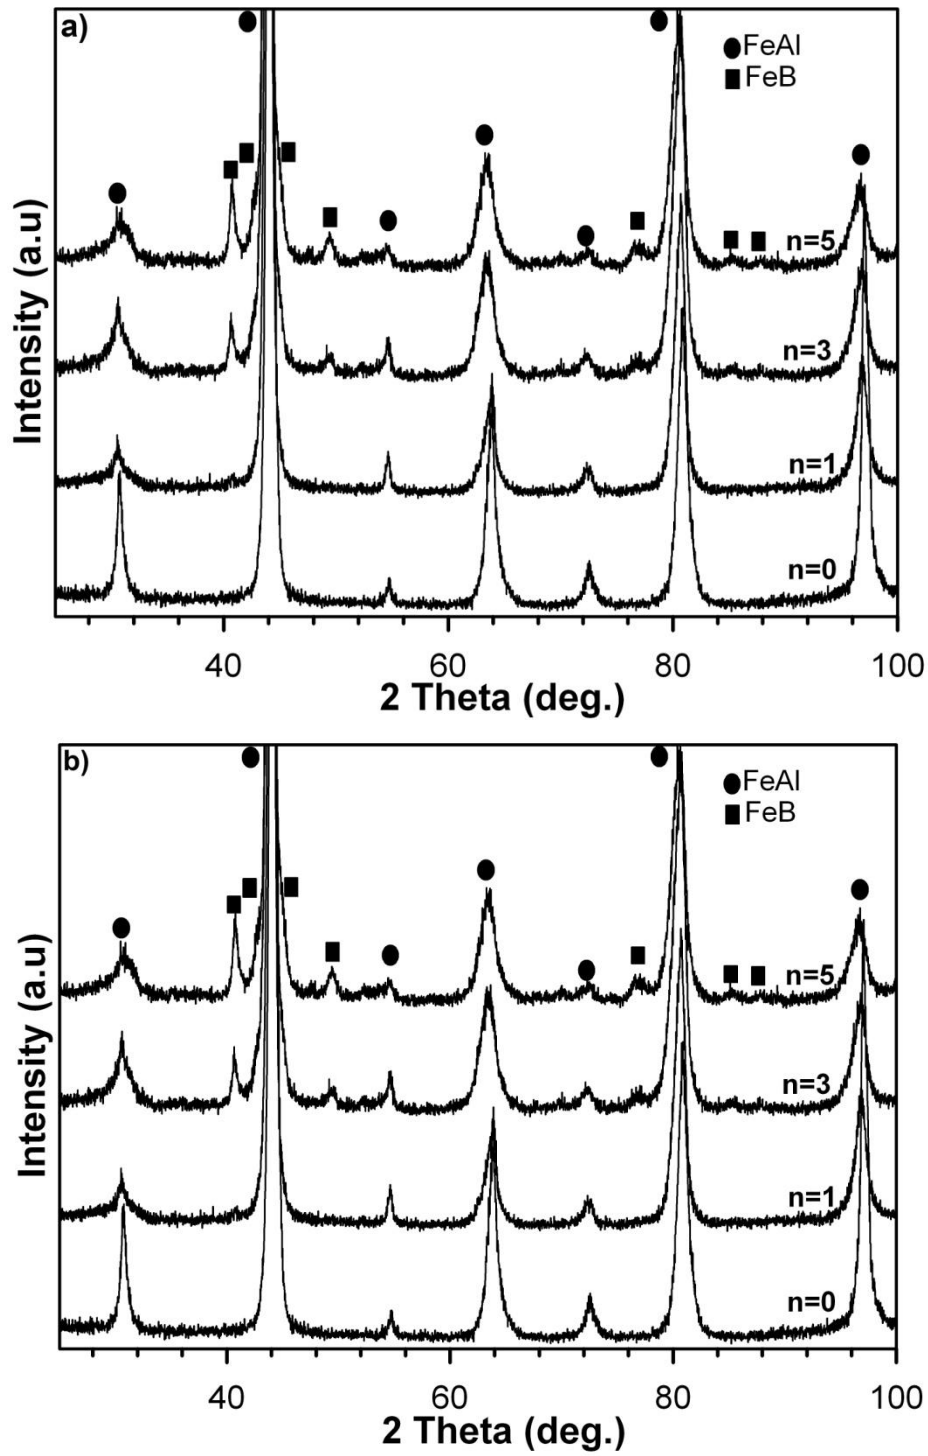 a)
● FeAl
■ FeB
n=5
n=3
n=1
n=0
Intensity (a.u)
40 60 80 100
2 Theta (deg.)
b)
● FeAl
■ FeB
n=5
n=3
n=1
n=0
Intensity (a.u)
40 60 80 100
2 Theta (deg.)